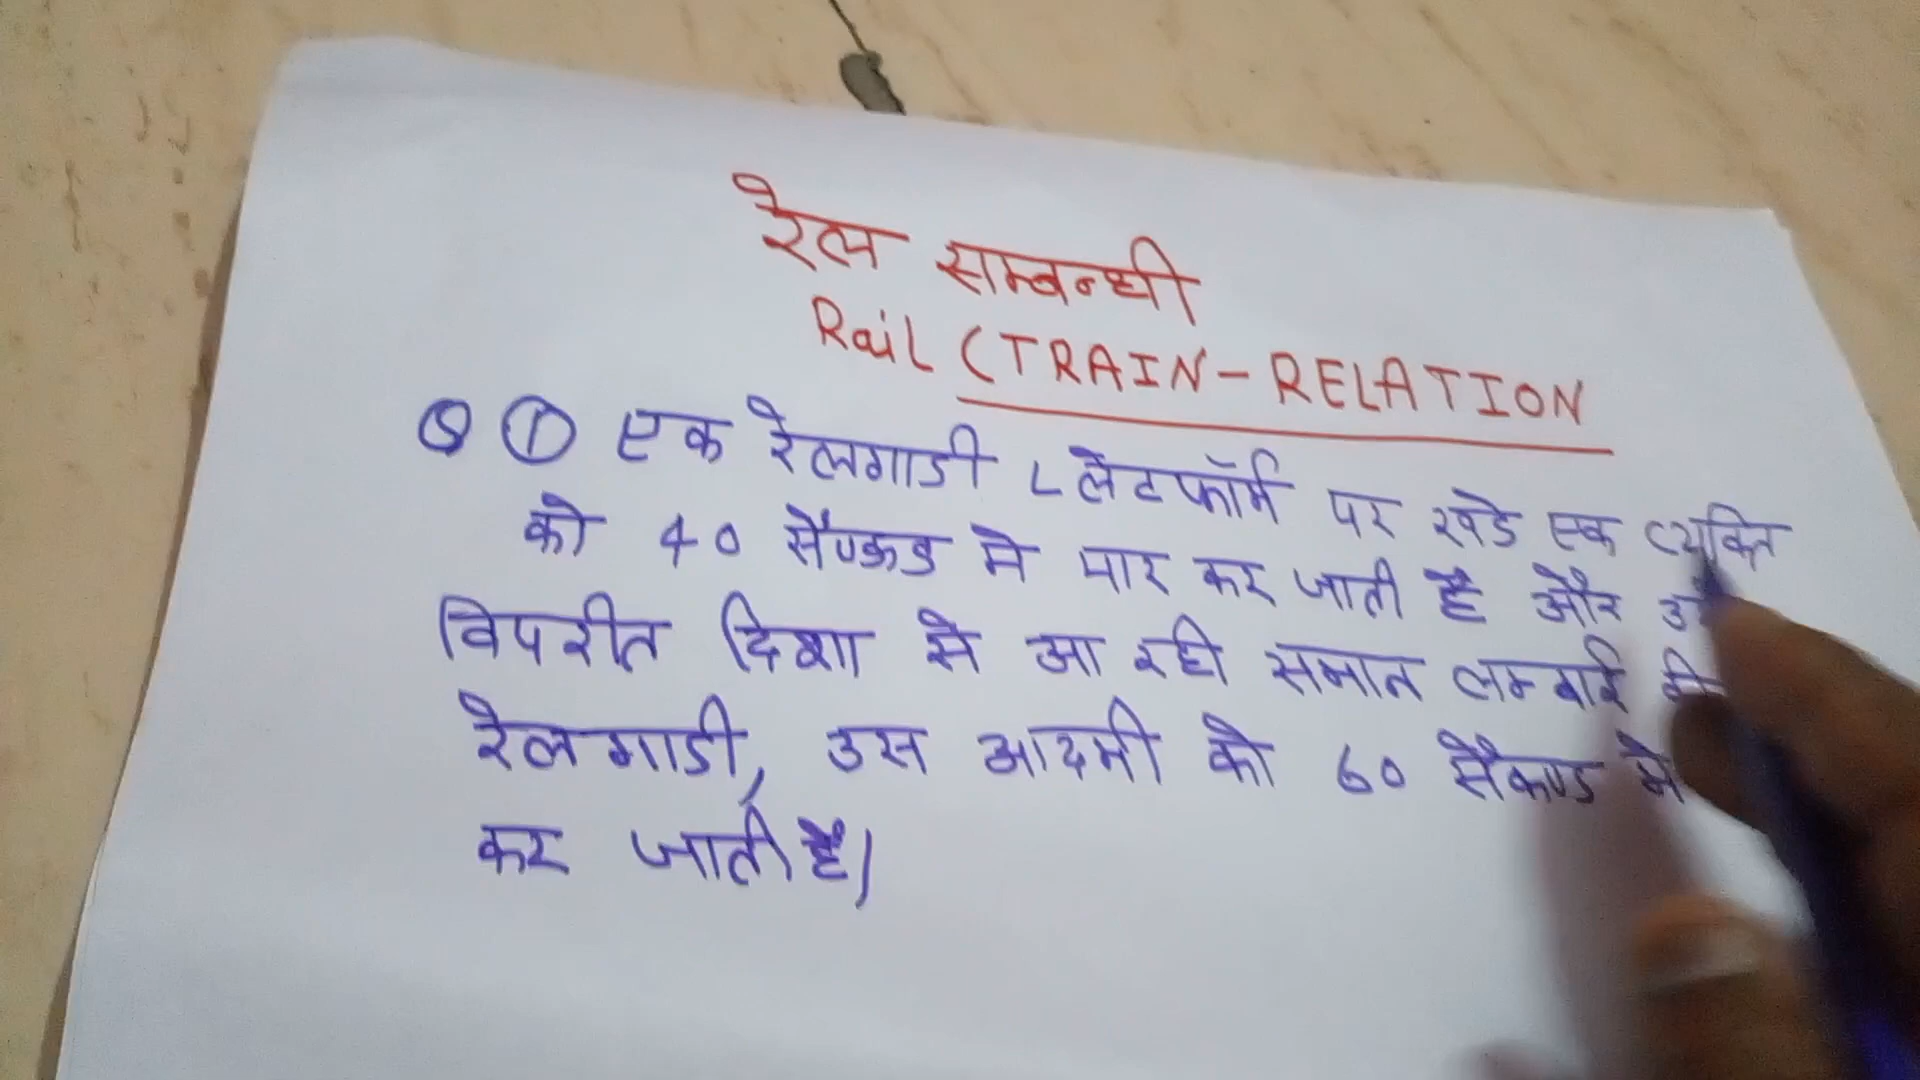 रेल सम्बन्धी
Rail (TRAIN-RELATION
Q ① एक रेलगाडी प्लेटफॉर्म पर खडे एक व्यक्ति
को 40 सैण्कड मे पार कर जाती है और
विपरीत दिशा से आ रही समान लम्बाई की
रेलगाडी, उस आदमी को 60 सैकण्ड मे
कर जाती है।